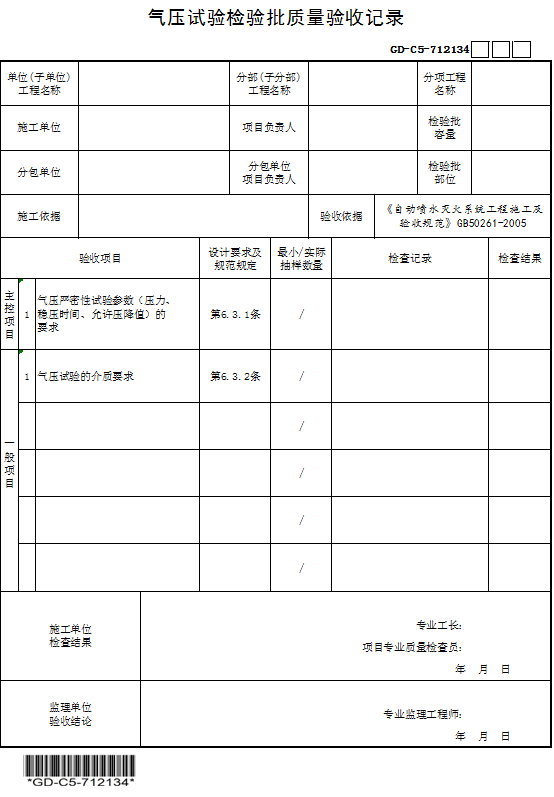 气压试验检验批质量验收记录
GD-C5-712134
单位(子单位)
工程名称
分部(子分部)
工程名称
分项工程
名称
施工单位
项目负责人
检验批
容量
分包单位
分包单位
项目负责人
检验批
部位
施工依据
验收依据
《自动喷水灭火系统工程施工及
验收规范》GB50261-2005
验收项目
设计要求及
规范规定
最小/实际
抽样数量
检查记录
检查结果
主控项目
1
气压严密性试验参数（压力、
稳压时间、允许压降值）的
要求
第6.3.1条
/
一般项目
1
气压试验的介质要求
第6.3.2条
/
/
/
/
/
施工单位
检查结果
专业工长：
项目专业质量检查员：
年 月 日
监理单位
验收结论
专业监理工程师：
年 月 日
*GD-C5-712134*